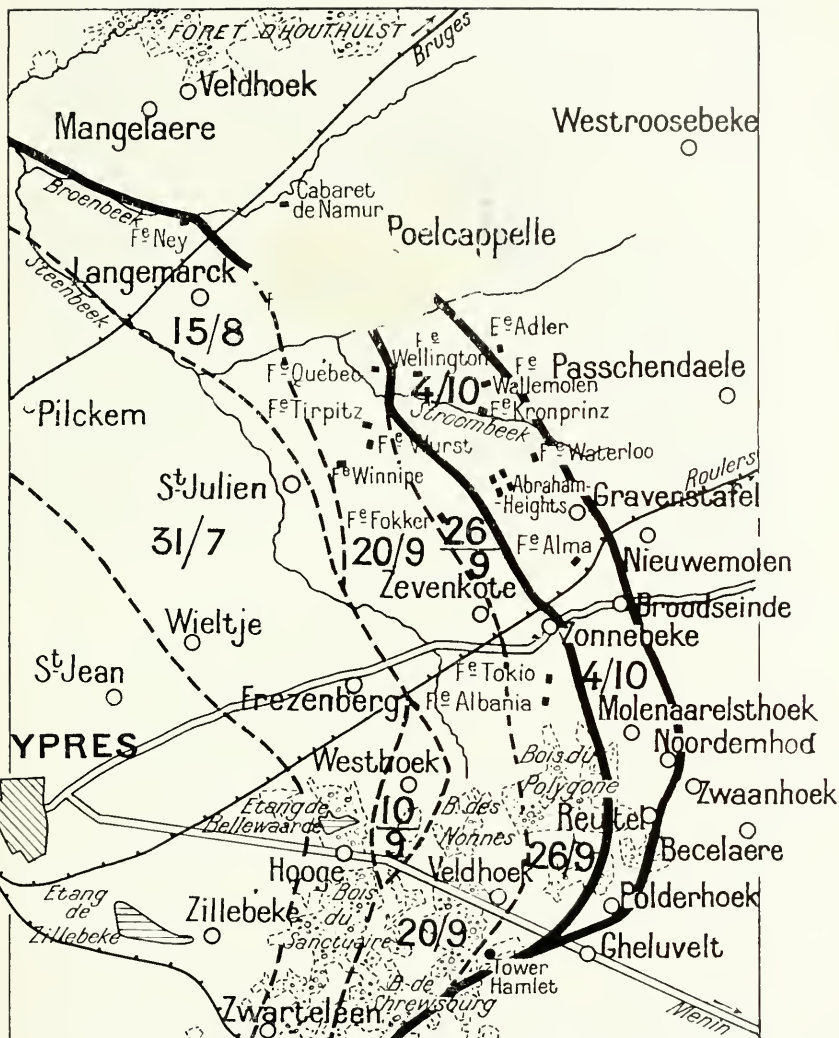 FORET D'HOUTHULST
Bruges
Veldhoek
Mangelaere
Westroosebeke
Broenbeek
Cabaret
de Namur
Fe Ney
Poelcappelle
Steenbeek
Langemarck
15/8
Fe Adler
Fe
Wellington
Fe
Wallemolen
Passchendaele
Fe Québec
4/10
Fe Kronprinz
Stroombeek
Pilckem
Fe Tirpitz
Fe Wurst
Fe Waterloo
Roulers
St Julien
Fe Winnipe
Abraham-
-Heights
Gravenstafel
31/7
Fe Fokker
20/9
26
9
Fe Alma
Nieuwemolen
Zevenkote
Broodseinde
Wieltje
Zonnebeke
St Jean
Fe Tokio
4/10
Frezenberg
Fe Albania
Molenaarelsthoek
YPRES
Noordemhod
Westhoek
Bois du
Polygone
Zwaanhoek
Etang de
Bellewaarde
10
9
B. des
Nonnes
Reutel
Becelaere
Hooge
Veldhoek
26/9
Etang
de
Zillebeke
Zillebeke
Bois
du
Sanctuaire
20/9
Polderhoek
Gheluvelt
Tower
Hamlet
B. de
Shrewsburg
Zwarteleen
Menin